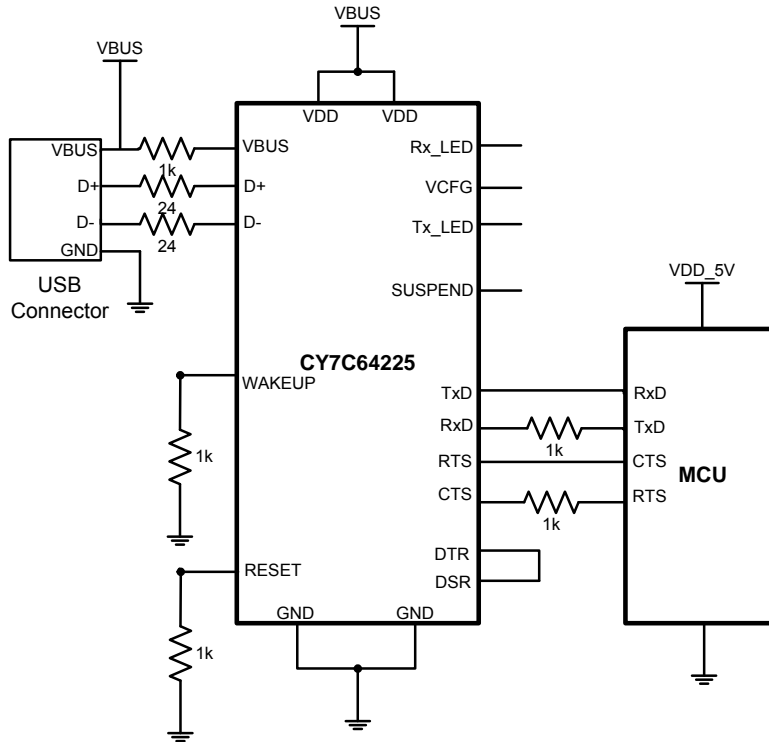 VBUS
VBUS
VDD VDD
VBUS
1k
VBUS
Rx_LED
D+
24
D+
VCFG
D-
24
D-
Tx_LED
GND
USB
Connector
SUSPEND
VDD_5V
CY7C64225
WAKEUP
1k
TxD
RxD
RxD
1k
TxD
RTS
CTS
MCU
CTS
1k
RTS
DTR
DSR
RESET
1k
GND
GND